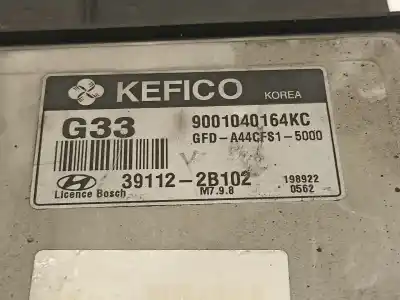 KEFICO KOREA
G33 9001040164KC
GFD-A44CFS1-5000
39112-2B102 198922
Licence Bosch M7.9.8 0562